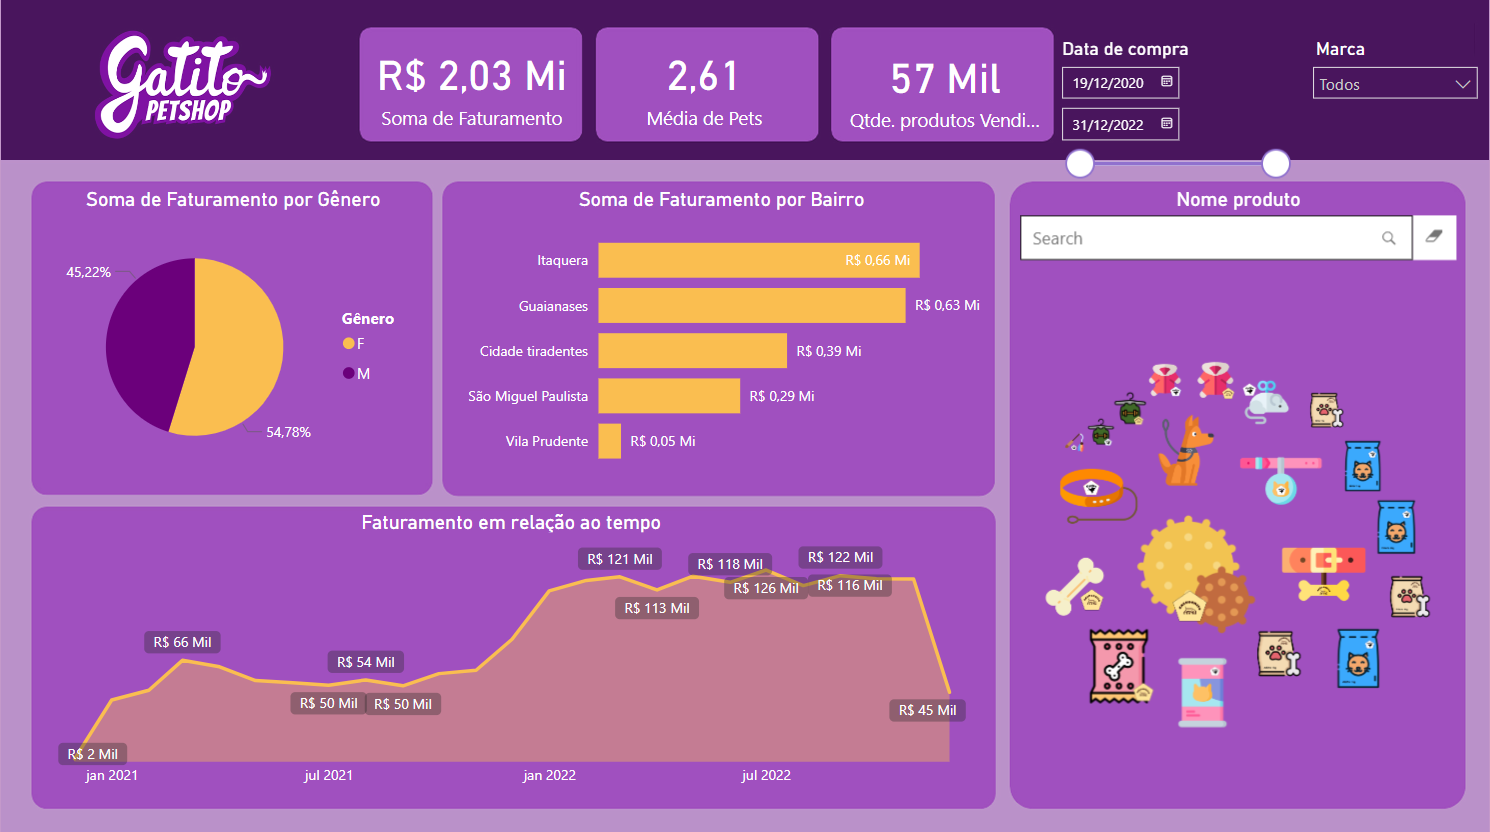 gatito
PETSHOP
R$ 2,03 Mi
Soma de Faturamento
2,61
Média de Pets
57 Mil
Qtde. produtos Vendi...
Data de compra
19/12/2020
31/12/2022
Marca
Todos
Soma de Faturamento por Gênero
45,22%
54,78%
Gênero
F
M
Soma de Faturamento por Bairro
Itaquera
R$ 0,66 Mi
Guaianases
R$ 0,63 Mi
Cidade tiradentes
R$ 0,39 Mi
São Miguel Paulista
R$ 0,29 Mi
Vila Prudente
R$ 0,05 Mi
Nome produto
Search
Faturamento em relação ao tempo
R$ 2 Mil
R$ 66 Mil
R$ 50 Mil
R$ 54 Mil
R$ 50 Mil
R$ 121 Mil
R$ 113 Mil
R$ 118 Mil
R$ 126 Mil
R$ 122 Mil
R$ 116 Mil
R$ 45 Mil
jan 2021
jul 2021
jan 2022
jul 2022